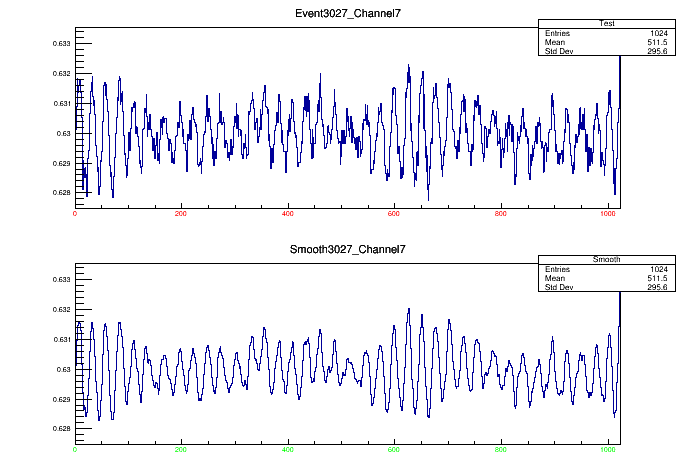 Event3027_Channel7
Test
Entries 1024
Mean 511.5
Std Dev 295.6
0.633
0.632
0.631
0.63
0.629
0.628
0 200 400 600 800 1000
Smooth3027_Channel7
Smooth
Entries 1024
Mean 511.5
Std Dev 295.6
0.633
0.632
0.631
0.63
0.629
0.628
0 200 400 600 800 1000